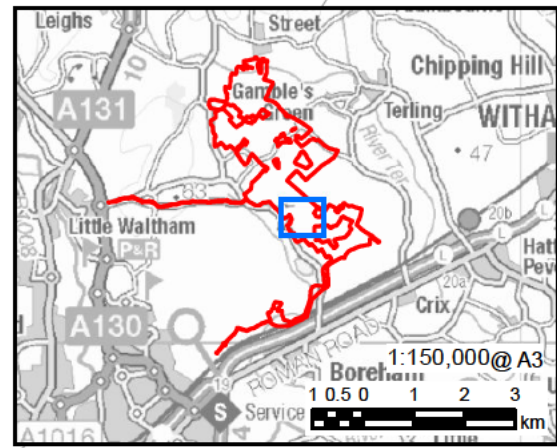 Leighs
Street
10
Chipping Hill
Gamble's
Green
A131
Terling
WITHA
River Ter
47
63
Little Waltham
20b
P&R
L
Hatt
Pev
L
20a
Crix
A130
ROMAN ROAD
1:150,000@ A3
Boreham
19
1 0.5 0 1 2 3
km
S Service
A1016